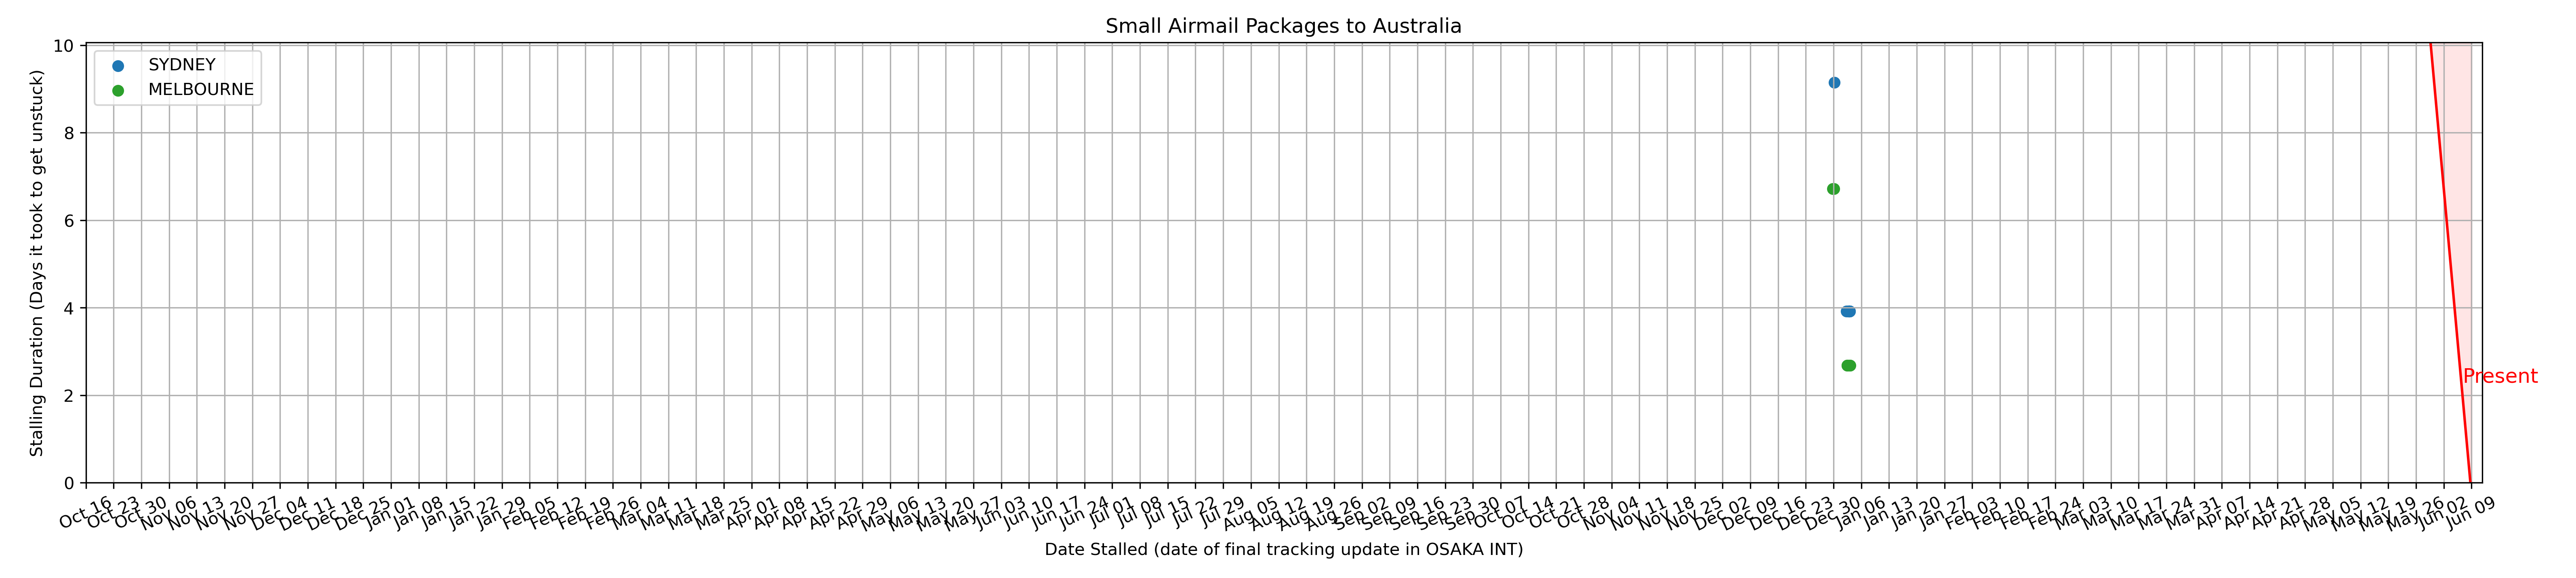 Small Airmail Packages to Australia
SYDNEY
MELBOURNE
Stalling Duration (Days it took to get unstuck)
10
8
6
4
2
0
Present
Oct 16
Oct 23
Oct 30
Nov 06
Nov 13
Nov 20
Nov 27
Dec 04
Dec 11
Dec 18
Dec 25
Jan 01
Jan 08
Jan 15
Jan 22
Jan 29
Feb 05
Feb 12
Feb 19
Feb 26
Mar 04
Mar 11
Mar 18
Mar 25
Apr 01
Apr 08
Apr 15
Apr 22
Apr 29
May 06
May 13
May 20
May 27
Jun 03
Jun 10
Jun 17
Jun 24
Jul 01
Jul 08
Jul 15
Jul 22
Jul 29
Aug 05
Aug 12
Aug 19
Aug 26
Sep 02
Sep 09
Sep 16
Sep 23
Sep 30
Oct 07
Oct 14
Oct 21
Oct 28
Nov 04
Nov 11
Nov 18
Nov 25
Dec 02
Dec 09
Dec 16
Dec 23
Dec 30
Jan 06
Jan 13
Jan 20
Jan 27
Feb 03
Feb 10
Feb 17
Feb 24
Mar 03
Mar 10
Mar 17
Mar 24
Mar 31
Apr 07
Apr 14
Apr 21
Apr 28
May 05
May 12
May 19
May 26
Jun 02
Jun 09
Date Stalled (date of final tracking update in OSAKA INT)